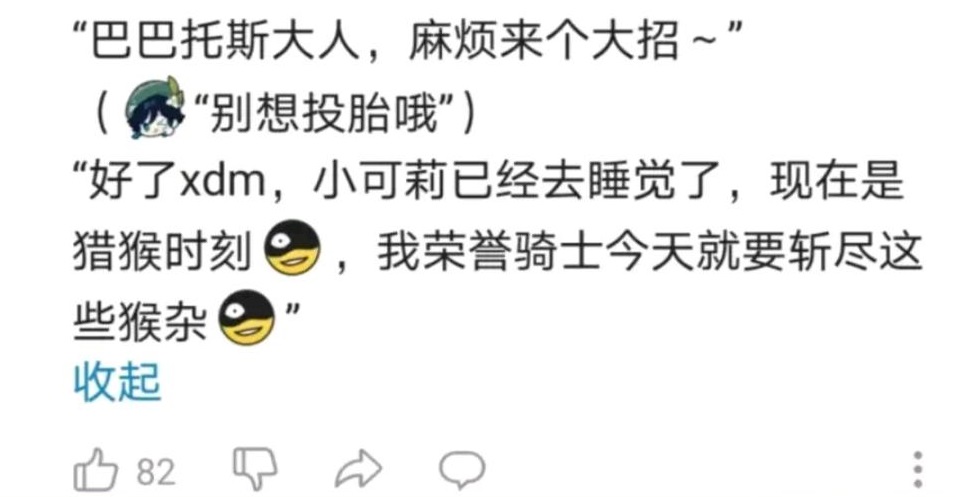 “巴巴托斯大人，麻烦来个大招～”
（“别想投胎哦”）
“好了xdm，小可莉已经去睡觉了，现在是
猎猴时刻，我荣誉骑士今天就要斩尽这
些猴杂”
收起
82